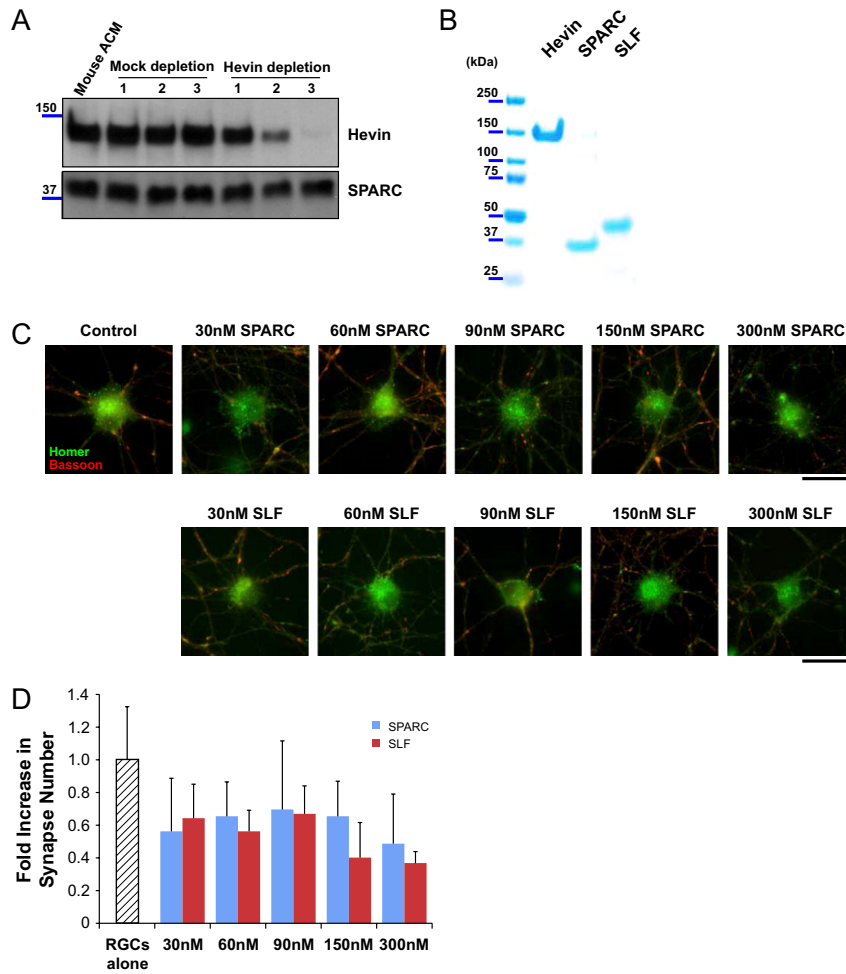 A
Mouse ACM
Mock depletion Hevin depletion
1 2 3 1 2 3
150
Hevin
37
SPARC
B
Hevin SPARC SLF
(kDa)
250
150
100
75
50
37
25
C
Control 30nM SPARC 60nM SPARC 90nM SPARC 150nM SPARC 300nM SPARC
Homer
Bassoon
30nM SLF 60nM SLF 90nM SLF 150nM SLF 300nM SLF
D
Fold Increase in
Synapse Number
1.4
1.2
1.0
0.8
0.6
0.4
0.2
0
SPARC
SLF
RGCs
alone
30nM 60nM 90nM 150nM 300nM